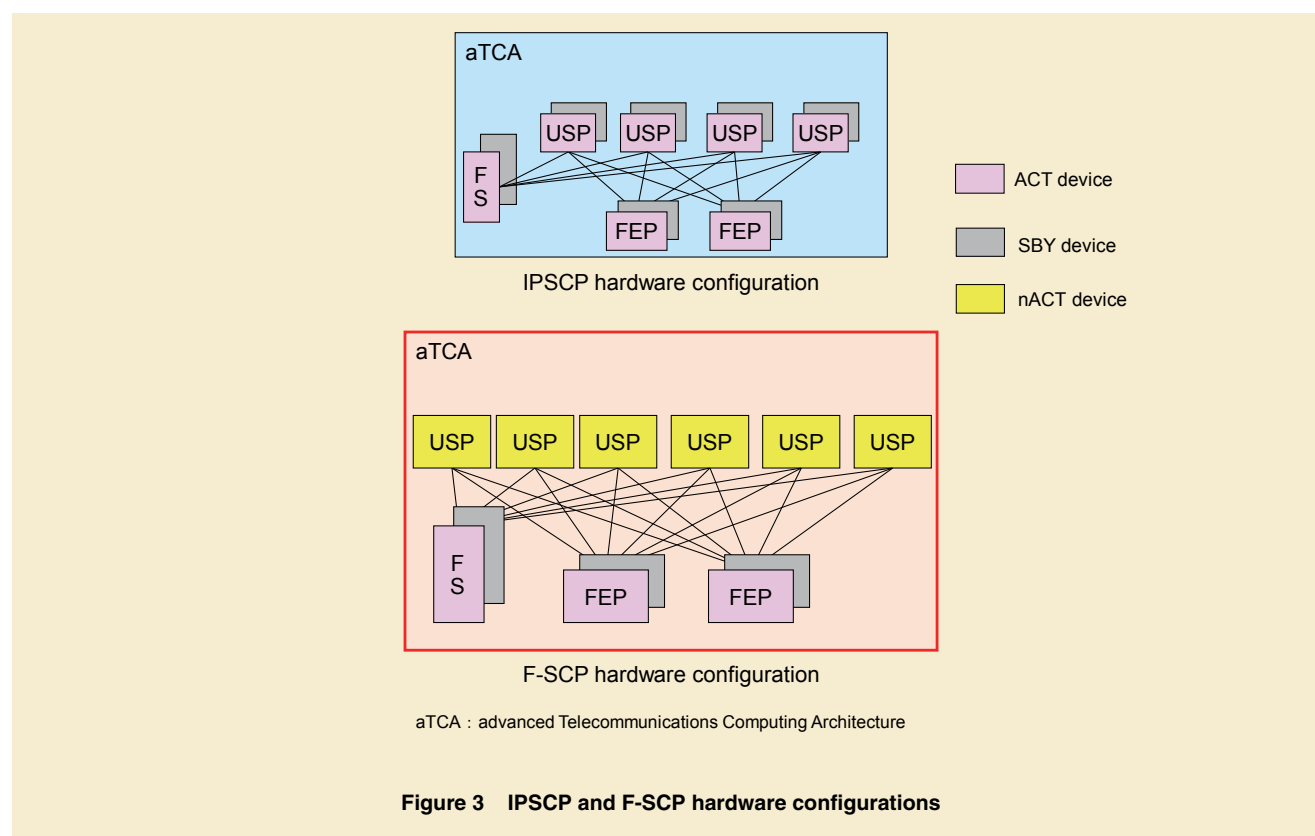 aTCA
USP USP USP USP
F
S
FEP FEP
IPSCP hardware configuration
ACT device
SBY device
nACT device
aTCA
USP USP USP USP USP USP
F
S
FEP FEP
F-SCP hardware configuration
aTCA : advanced Telecommunications Computing Architecture
Figure 3 IPSCP and F-SCP hardware configurations